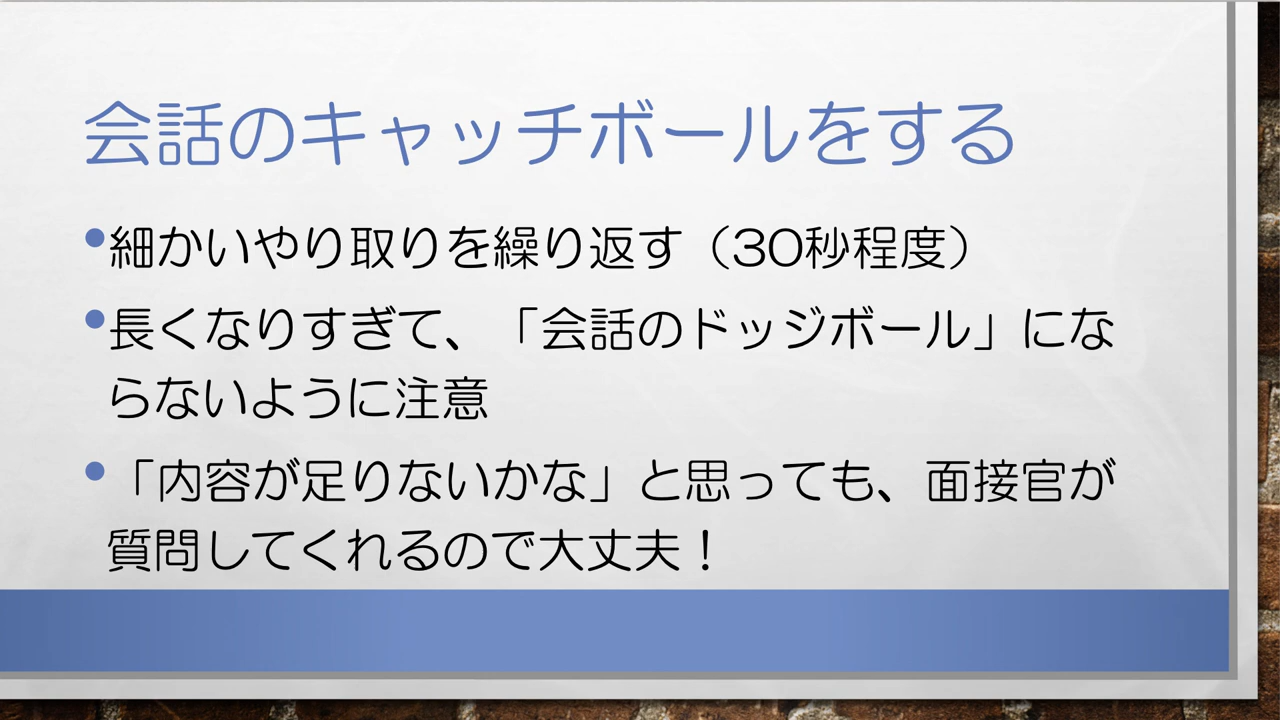 会話のキャッチボールをする
•細かいやり取りを繰り返す（30秒程度）
•長くなりすぎて、「会話のドッジボール」にな
らないように注意
•「内容が足りないかな」と思っても、面接官が
質問してくれるので大丈夫！